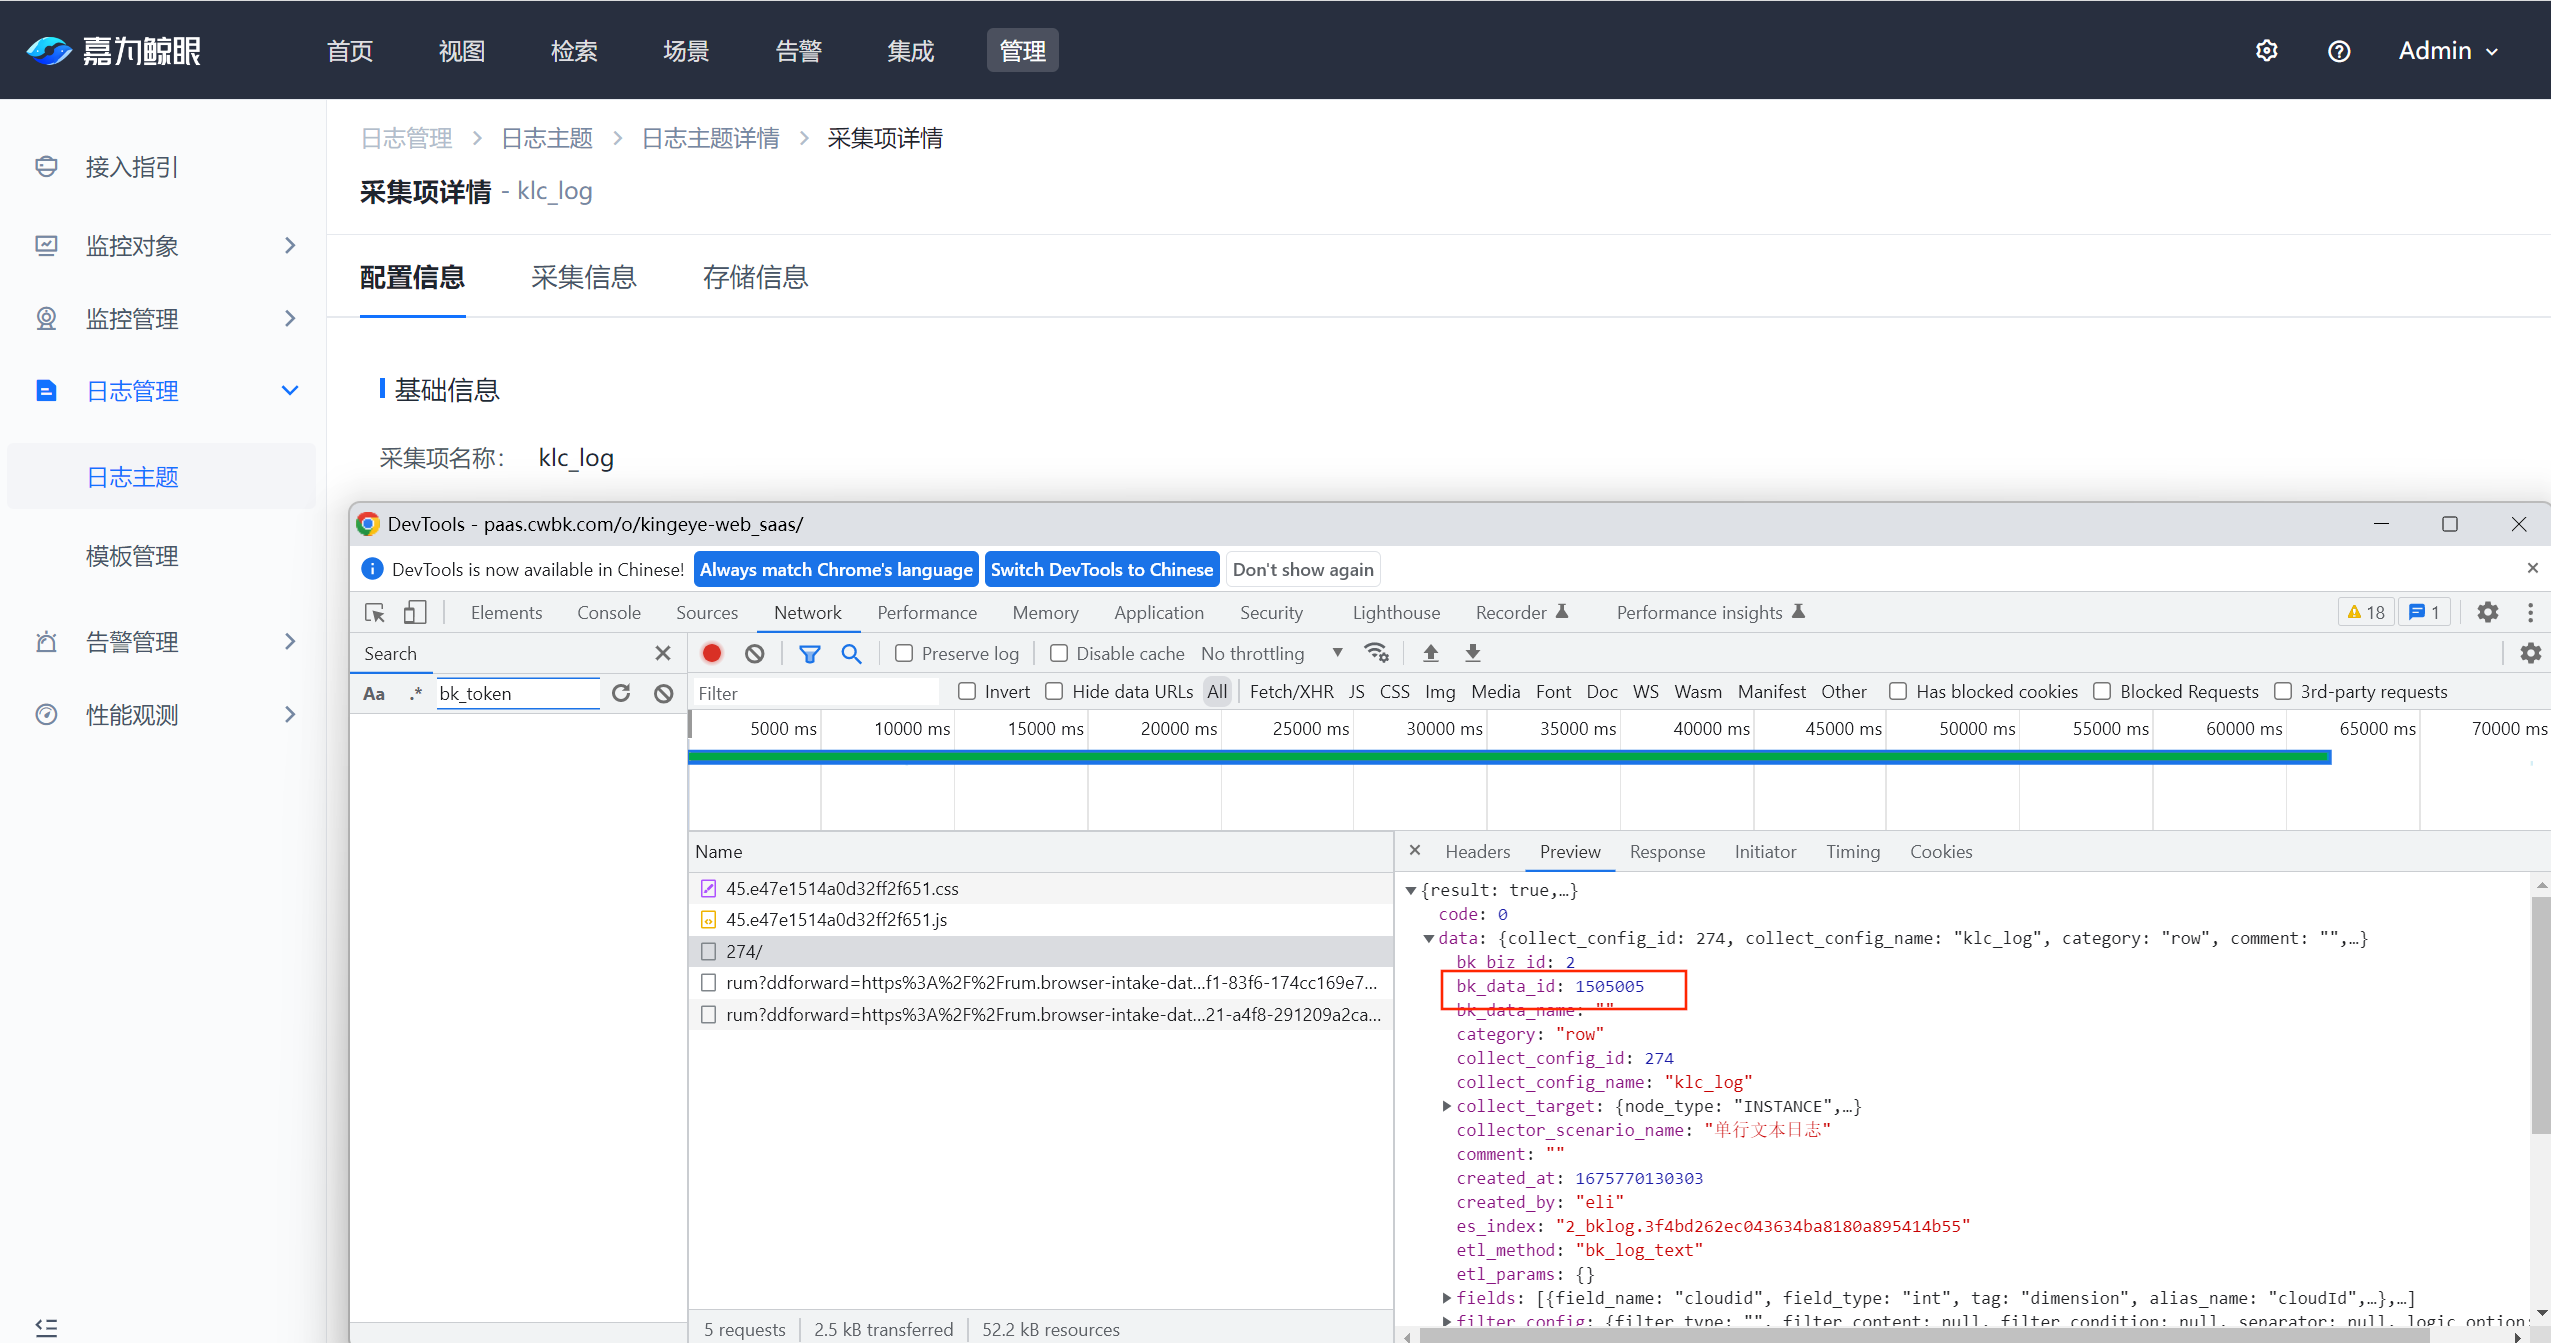 嘉为鲸眼
首页 视图 检索 场景 告警 集成 管理
Admin
接入指引
监控对象
监控管理
日志管理
日志主题
模板管理
告警管理
性能观测
日志管理 > 日志主题 > 日志主题详情 > 采集项详情
采集项详情 - klc_log
配置信息 采集信息 存储信息
基础信息
采集项名称: klc_log
DevTools - paas.cwbk.com/o/kingeye-web_saas/
DevTools is now available in Chinese! Always match Chrome's language Switch DevTools to Chinese Don't show again
Elements Console Sources Network Performance Memory Application Security Lighthouse Recorder Performance insights 18 1
Search
Aa .* bk_token
Preserve log Disable cache No throttling
Filter Invert Hide data URLs All Fetch/XHR JS CSS Img Media Font Doc WS Wasm Manifest Other Has blocked cookies Blocked Requests 3rd-party requests
5000 ms 10000 ms 15000 ms 20000 ms 25000 ms 30000 ms 35000 ms 40000 ms 45000 ms 50000 ms 55000 ms 60000 ms 65000 ms 70000 ms
Name
45.e47e1514a0d32ff2f651.css
45.e47e1514a0d32ff2f651.js
274/
rum?ddforward=https%3A%2F%2Frum.browser-intake-dat...f1-83f6-174cc169e7...
rum?ddforward=https%3A%2F%2Frum.browser-intake-dat...21-a4f8-291209a2ca...
5 requests 2.5 kB transferred 52.2 kB resources
Headers Preview Response Initiator Timing Cookies
{result: true,…}
code: 0
data: {collect_config_id: 274, collect_config_name: "klc_log", category: "row", comment: "",…}
bk_biz_id: 2
bk_data_id: 1505005
bk_data_name: ""
category: "row"
collect_config_id: 274
collect_config_name: "klc_log"
collect_target: {node_type: "INSTANCE",…}
collector_scenario_name: "单行文本日志"
comment: ""
created_at: 1675770130303
created_by: "eli"
es_index: "2_bklog.3f4bd262ec043634ba8180a895414b55"
etl_method: "bk_log_text"
etl_params: {}
fields: [{field_name: "cloudid", field_type: "int", tag: "dimension", alias_name: "cloudId",…},…]
filter_config: {filter_type: "", filter_content: null, filter_condition: null, separator: null, logic_option: